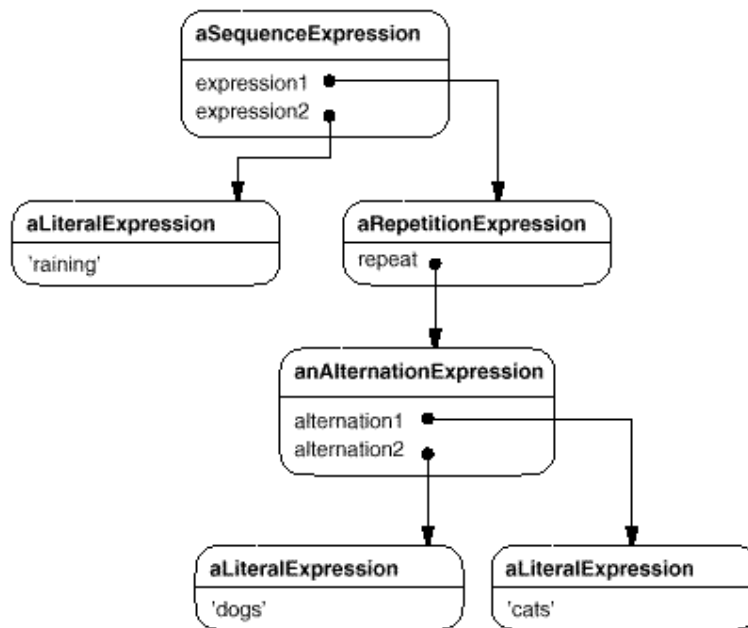 aSequenceExpression
expression1
expression2
aLiteralExpression
'raining'
aRepetitionExpression
repeat
anAlternationExpression
alternation1
alternation2
aLiteralExpression
'dogs'
aLiteralExpression
'cats'